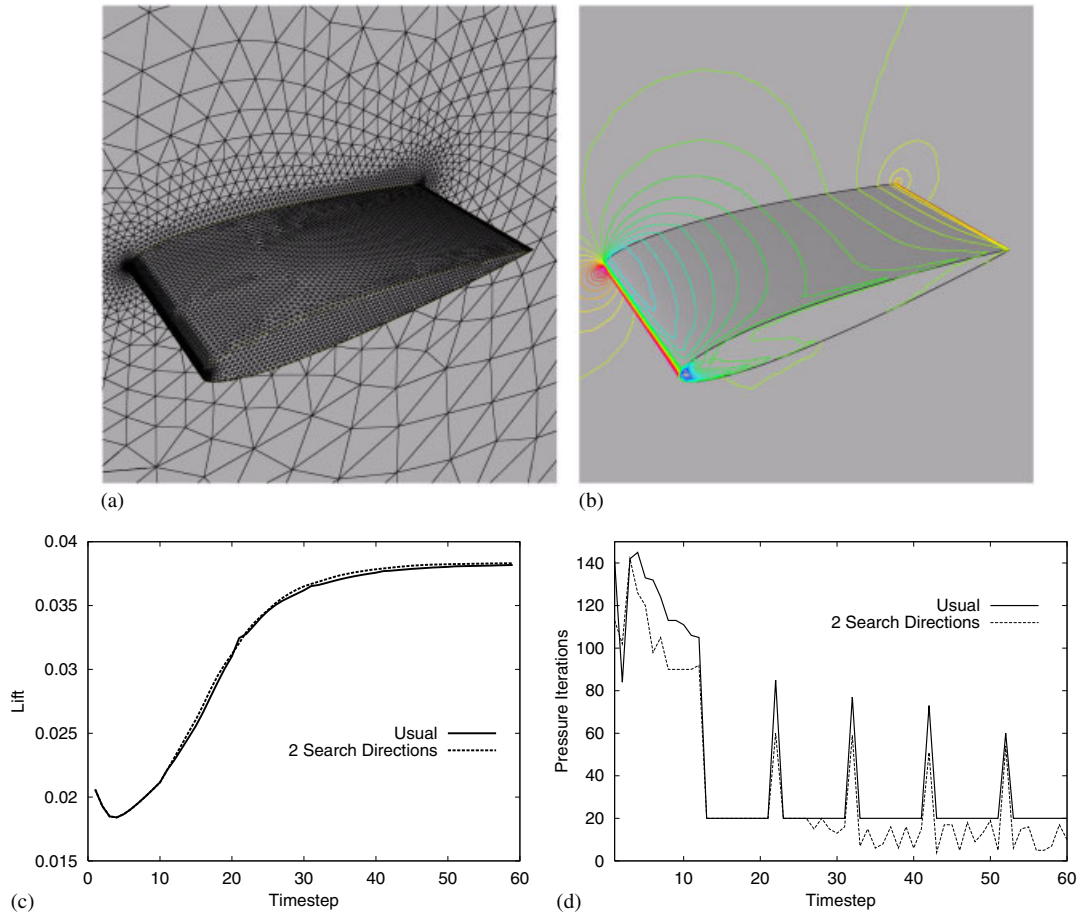 (a)
(b)
0.04
0.035
0.03
0.025
0.02
0.015
Lift
Usual
2 Search Directions
0 10 20 30 40 50 60
Timestep
(c)
140
120
100
80
60
40
20
0
Pressure Iterations
Usual
2 Search Directions
10 20 30 40 50 60
Timestep
(d)